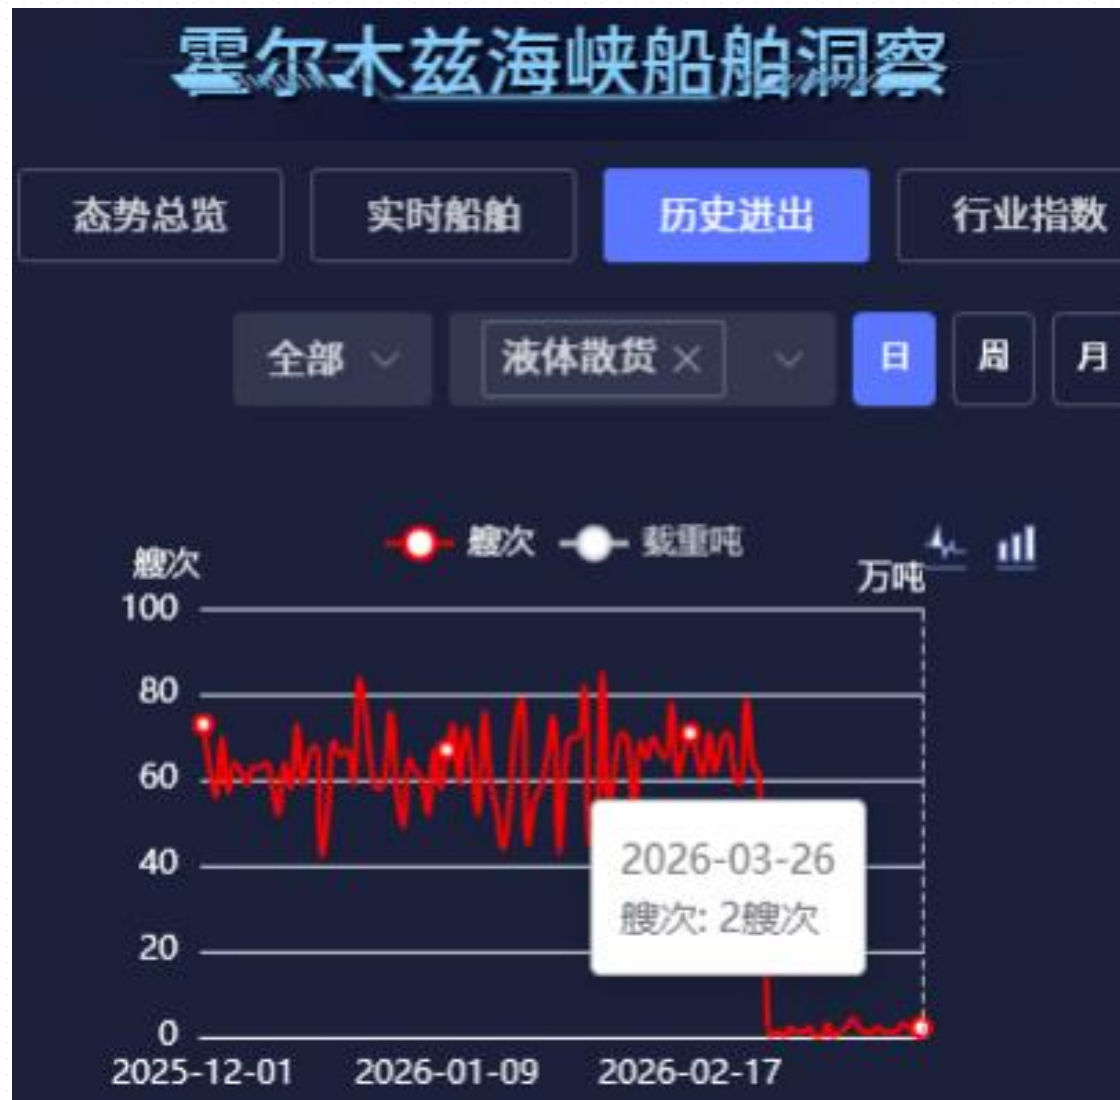 霍尔木兹海峡船舶洞察
态势总览 实时船舶 历史进出 行业指数
全部 液体散货 × 日 周 月
艘次 载重吨
艘次 万吨
100
80
60
40
20
0
2026-03-26
艘次: 2艘次
2025-12-01 2026-01-09 2026-02-17